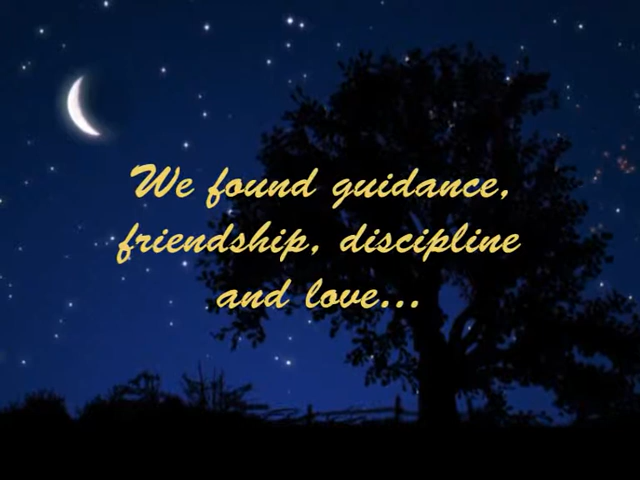 We found guidance,
friendship, discipline
and love...